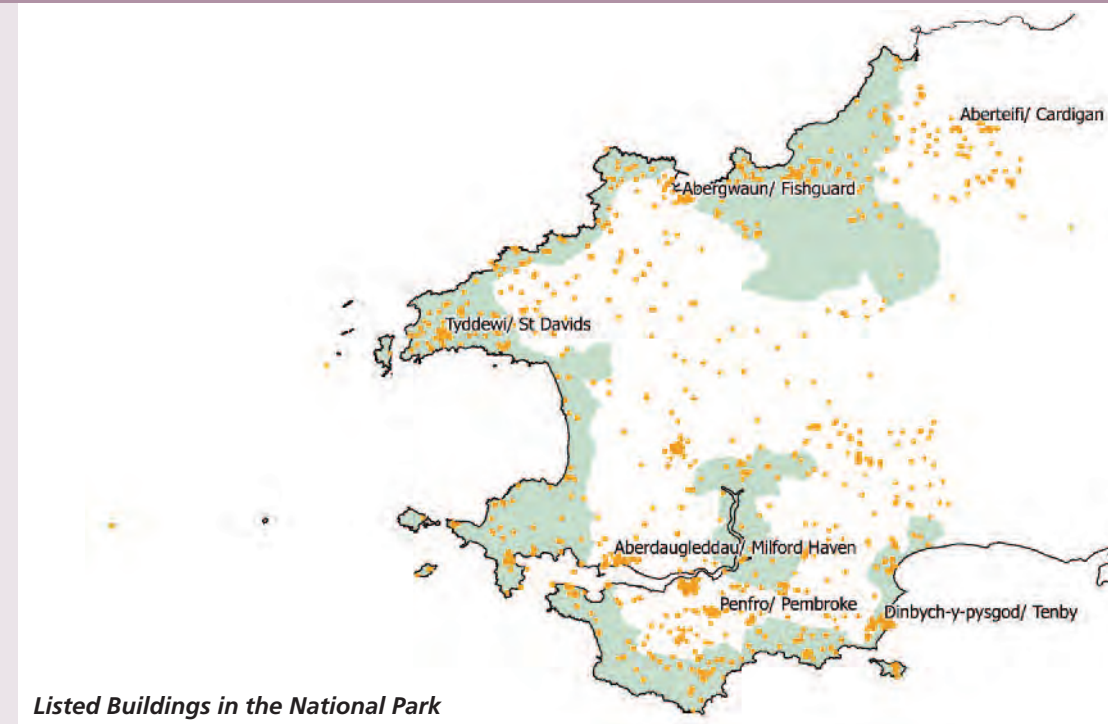 Aberteifi/ Cardigan
Abergwaun/ Fishguard
Tyddewi/ St Davids
Aberdaugleddau/ Milford Haven
Penfro/ Pembroke
Dinbych-y-pysgod/ Tenby
Listed Buildings in the National Park